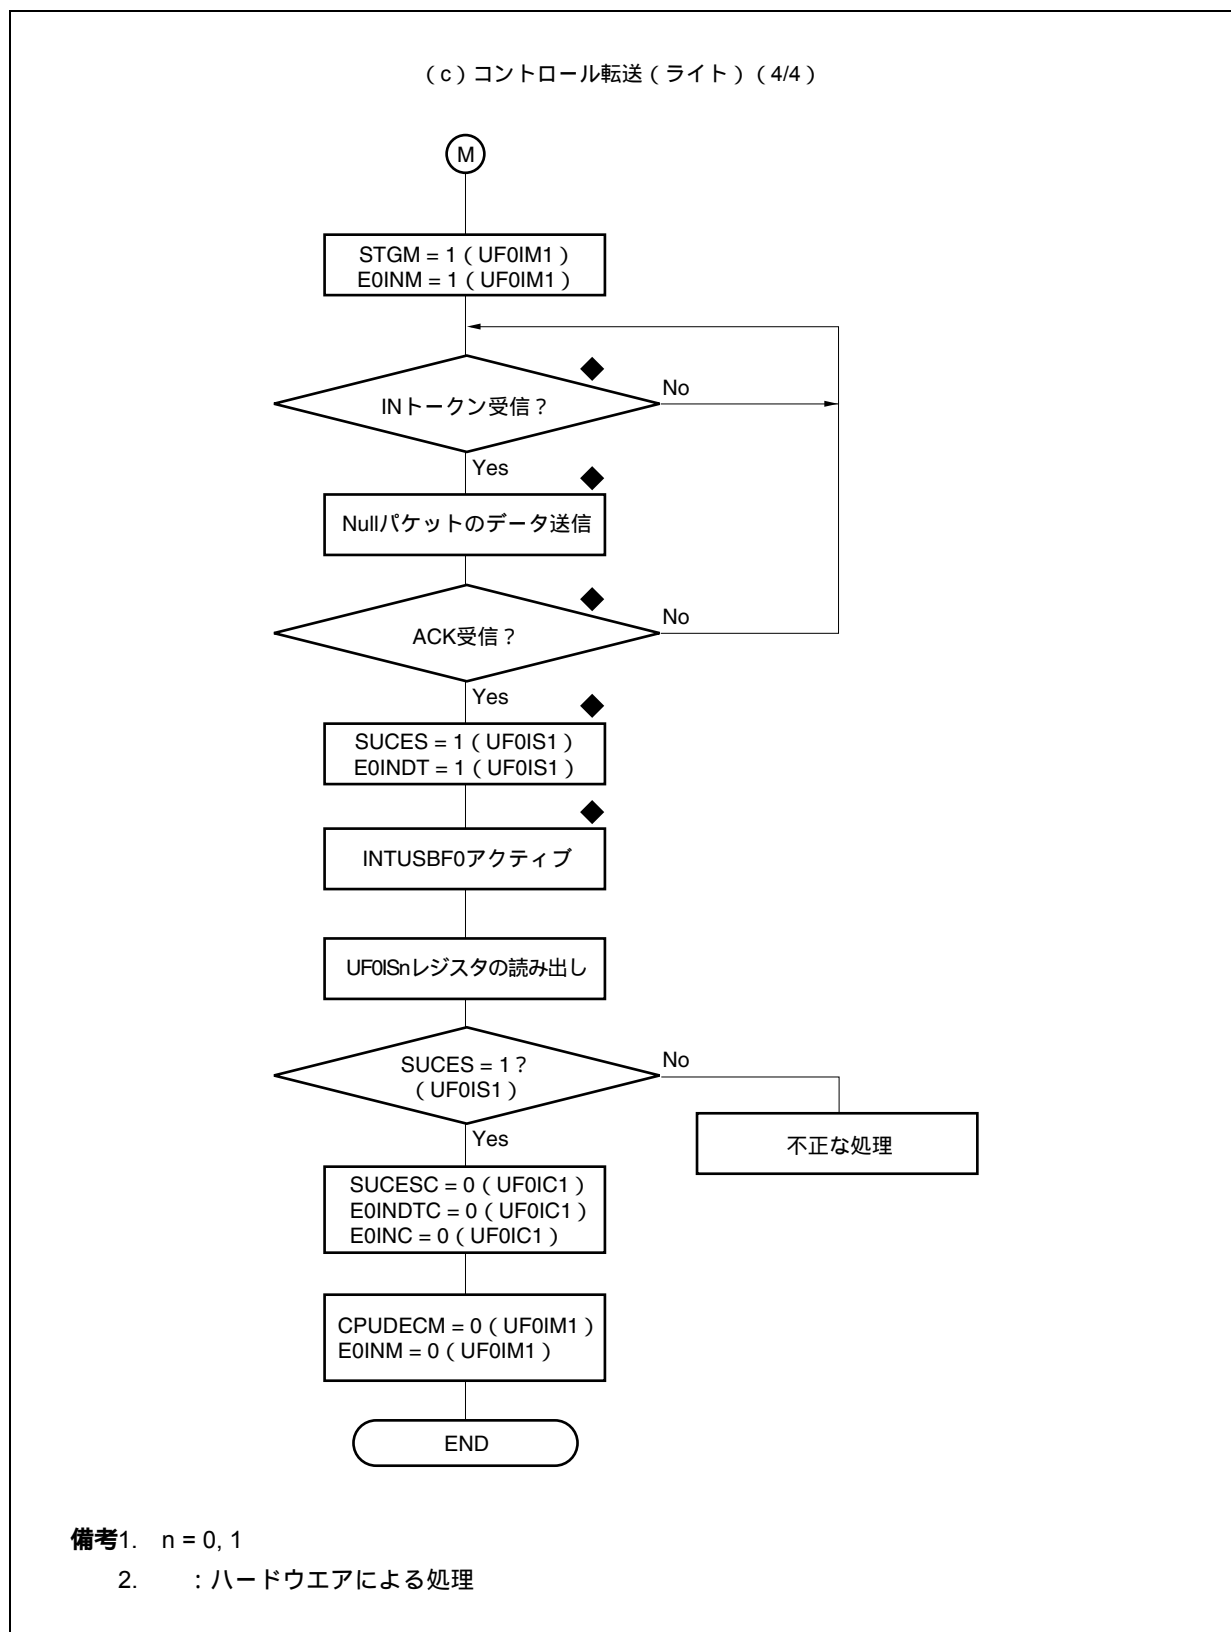 （c）コントロール転送（ライト）（4/4）
M
STGM = 1（UF0IM1）
E0INM = 1（UF0IM1）
INトークン受信？
No
Yes
Nullパケットのデータ送信
ACK受信？
No
Yes
SUCES = 1（UF0IS1）
E0INDT = 1（UF0IS1）
INTUSBF0アクティブ
UF0ISnレジスタの読み出し
SUCES = 1？
（UF0IS1）
No
Yes
不正な処理
SUCESC = 0（UF0IC1）
E0INDTC = 0（UF0IC1）
E0INC = 0（UF0IC1）
CPUDECM = 0（UF0IM1）
E0INM = 0（UF0IM1）
END
備考1. n = 0, 1
2. ：ハードウエアによる処理